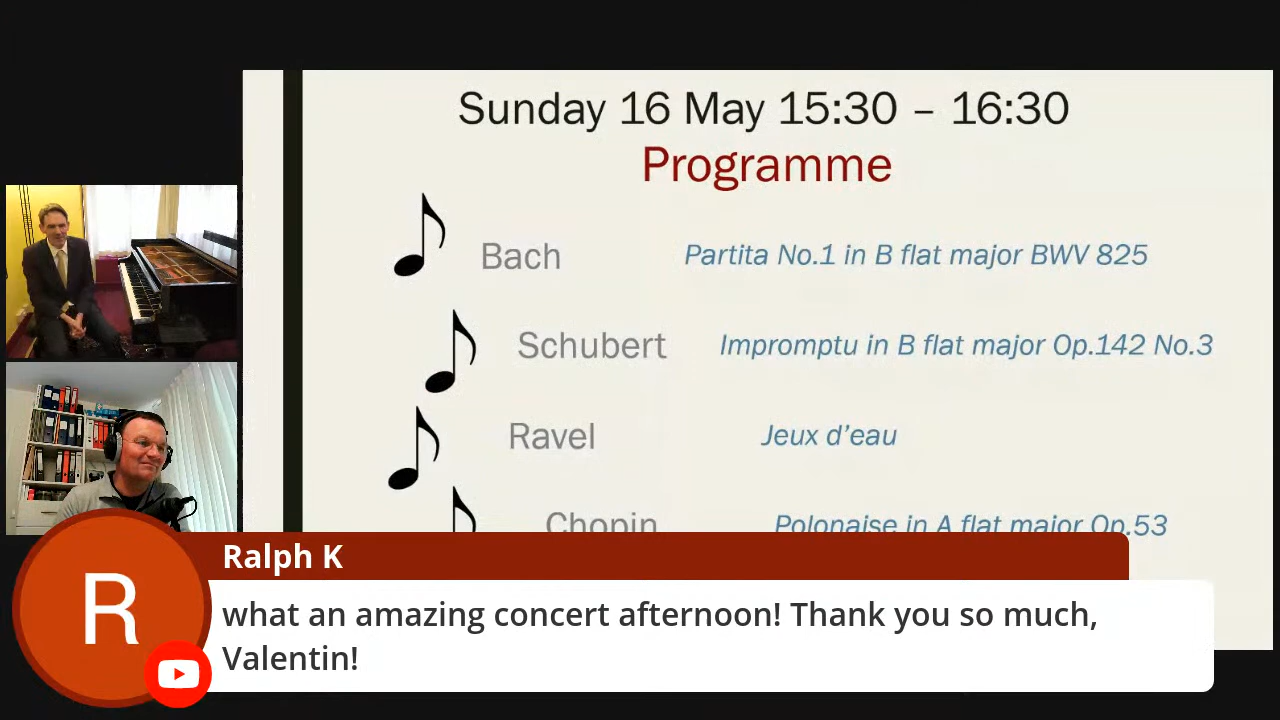 Sunday 16 May 15:30 – 16:30
Programme
Bach Partita No.1 in B flat major BWV 825
Schubert Impromptu in B flat major Op.142 No.3
Ravel Jeux d'eau
Chopin Polonaise in A flat major Op.53
R
Ralph K
what an amazing concert afternoon! Thank you so much,
Valentin!